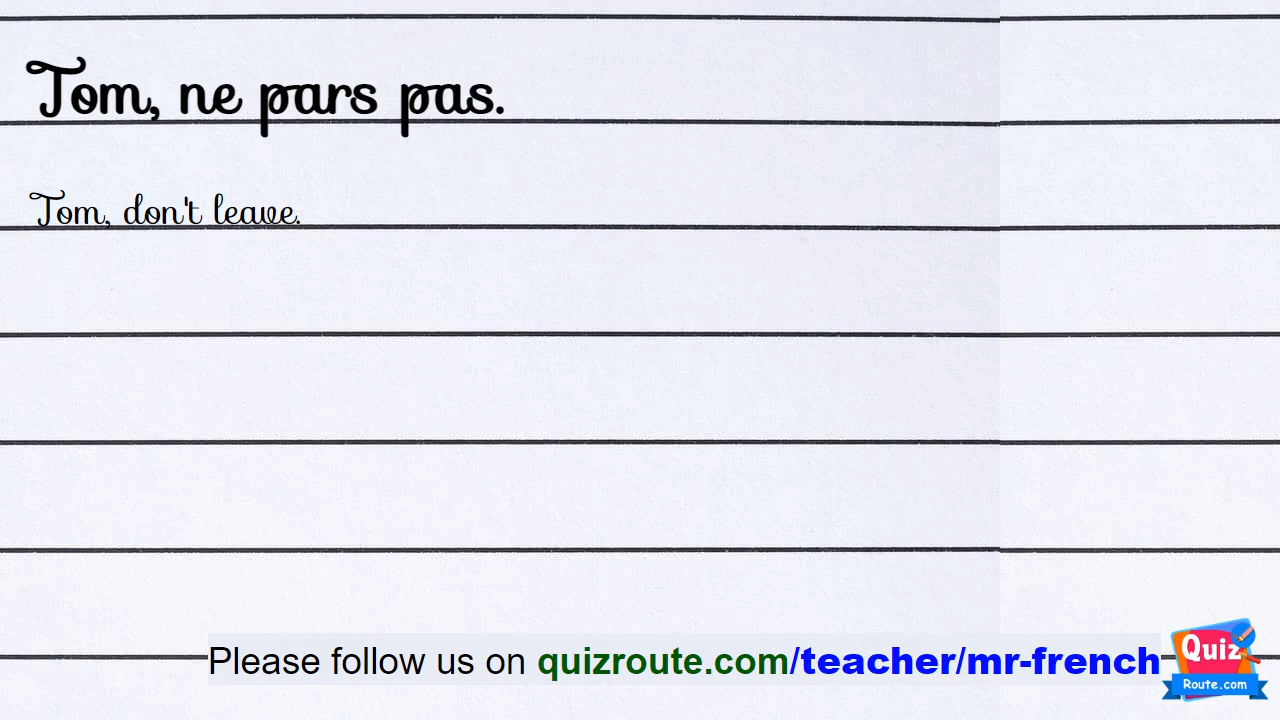 Tom, ne pars pas.
Tom, don't leave.
Please follow us on quizroute.com/teacher/mr-french
Quiz
Route.com